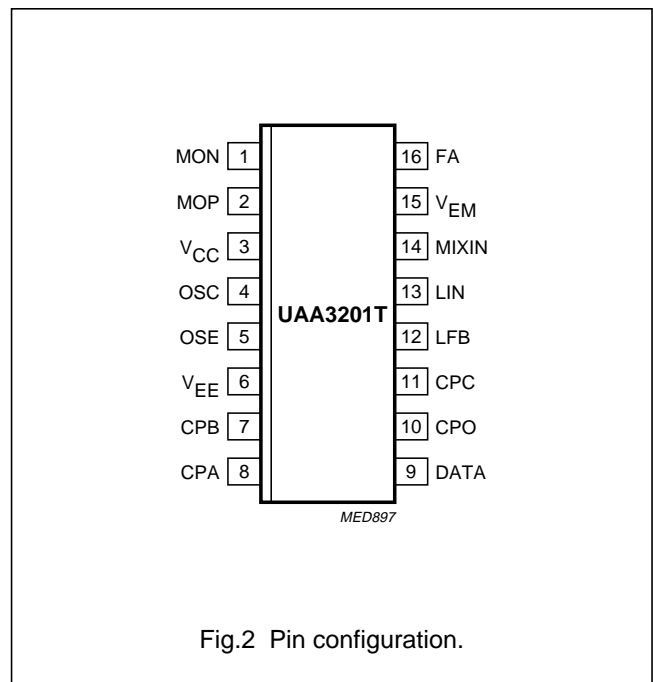 MON 1 16 FA
MOP 2 15 VEM
VCC 3 14 MIXIN
OSC 4 13 LIN
UAA3201T
OSE 5 12 LFB
VEE 6 11 CPC
CPB 7 10 CPO
CPA 8 9 DATA
MED897
Fig.2 Pin configuration.